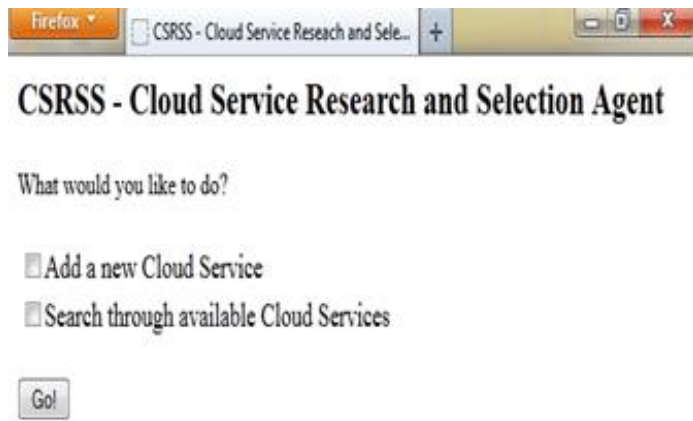 Firefox
CSRSS - Cloud Service Reseach and Sele...
CSRSS - Cloud Service Research and Selection Agent
What would you like to do?
Add a new Cloud Service
Search through available Cloud Services
Go!